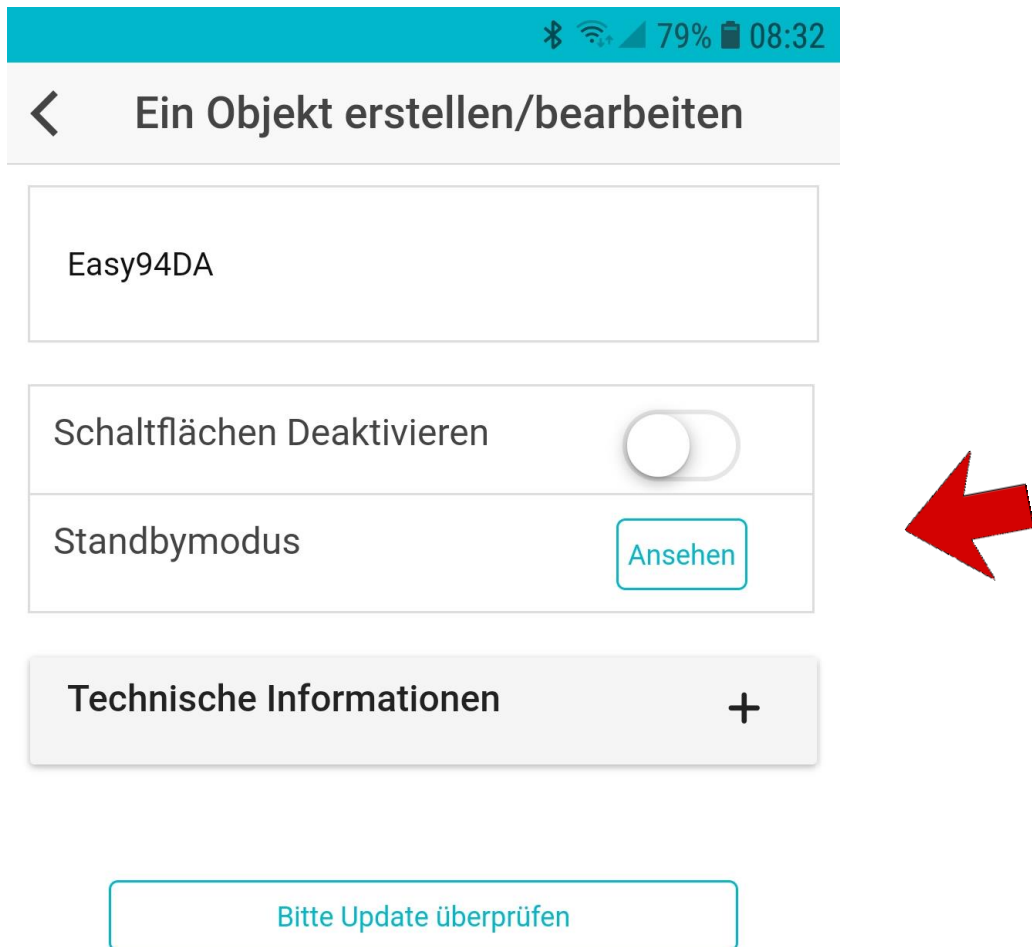 79% 08:32
Ein Objekt erstellen/bearbeiten
Easy94DA
Schaltflächen Deaktivieren
Standbymodus
Ansehen
Technische Informationen +
Bitte Update überprüfen